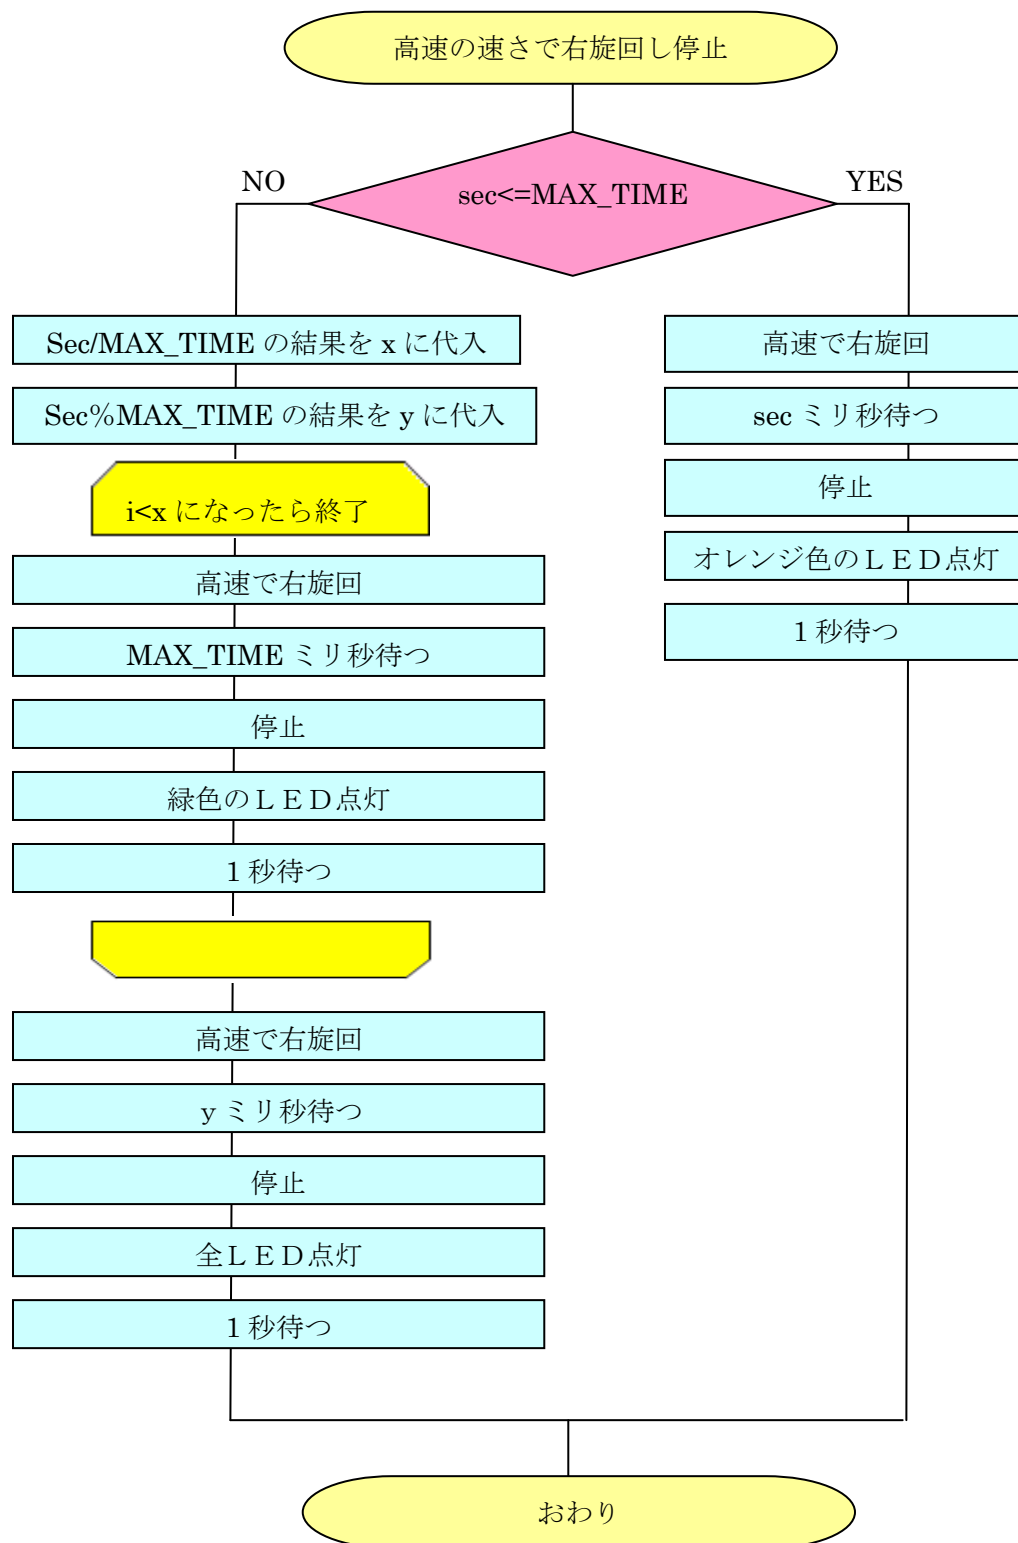 高速の速さで右旋回し停止
sec<=MAX_TIME
NO
YES
Sec/MAX_TIME の結果を x に代入
Sec%MAX_TIME の結果を y に代入
i<x になったら終了
高速で右旋回
MAX_TIME ミリ秒待つ
停止
緑色のＬＥＤ点灯
1 秒待つ
高速で右旋回
y ミリ秒待つ
停止
全ＬＥＤ点灯
1 秒待つ
高速で右旋回
sec ミリ秒待つ
停止
オレンジ色のＬＥＤ点灯
1 秒待つ
おわり